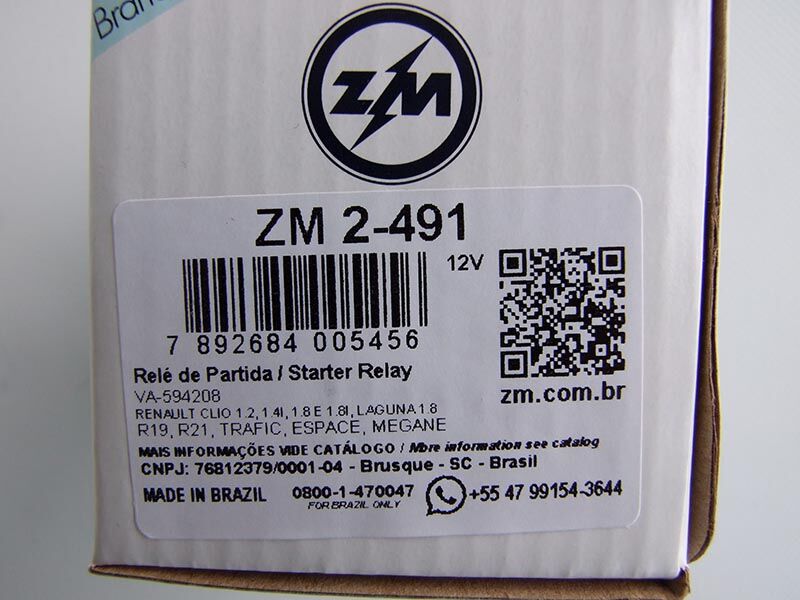 Bran
ZM
ZM 2-491
12V
7 892684 005456
Relé de Partida / Starter Relay
VA-594208
RENAULT CLIO 1.2, 1.4I, 1.8 E 1.8I, LAGUNA 1.8
R19, R21, TRAFIC, ESPACE, MEGANE
zm.com.br
MAIS INFORMAÇÕES VIDE CATÁLOGO / More information see catalog
CNPJ: 76812379/0001-04 - Brusque - SC - Brasil
MADE IN BRAZIL 0800-1-470047 +55 47 99154-3644
FOR BRAZIL ONLY